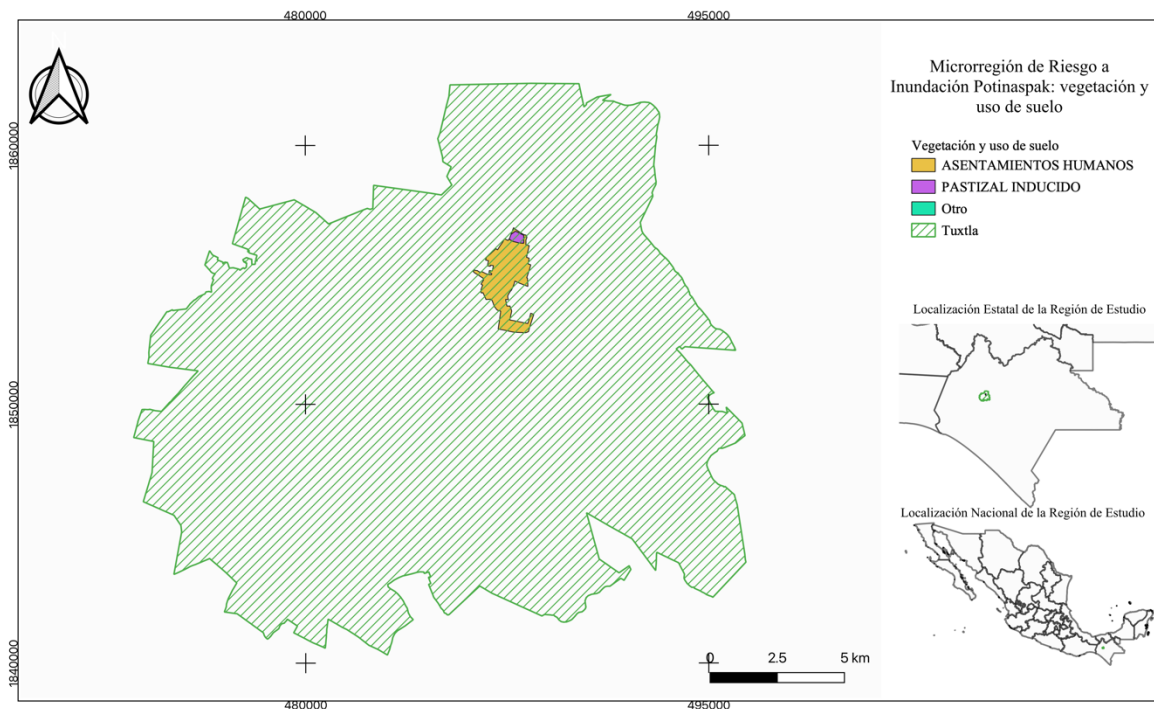 480000
495000
1860000
1850000
1840000
480000
495000
0
2.5
5 km
Microrregión de Riesgo a
Inundación Potinaspak: vegetación y
uso de suelo
Vegetación y uso de suelo
ASENTAMIENTOS HUMANOS
PASTIZAL INDUCIDO
Otro
Tuxtla
Localización Estatal de la Región de Estudio
Localización Nacional de la Región de Estudio